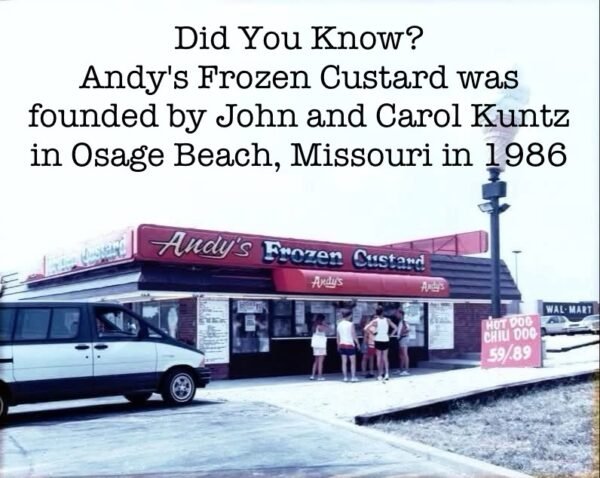 Did You Know?
Andy's Frozen Custard was
founded by John and Carol Kuntz
in Osage Beach, Missouri in 1986
Andy's Frozen Custard
Andy's Andy's
WAL-MART
HOT DOG
CHILI DOG
59/89